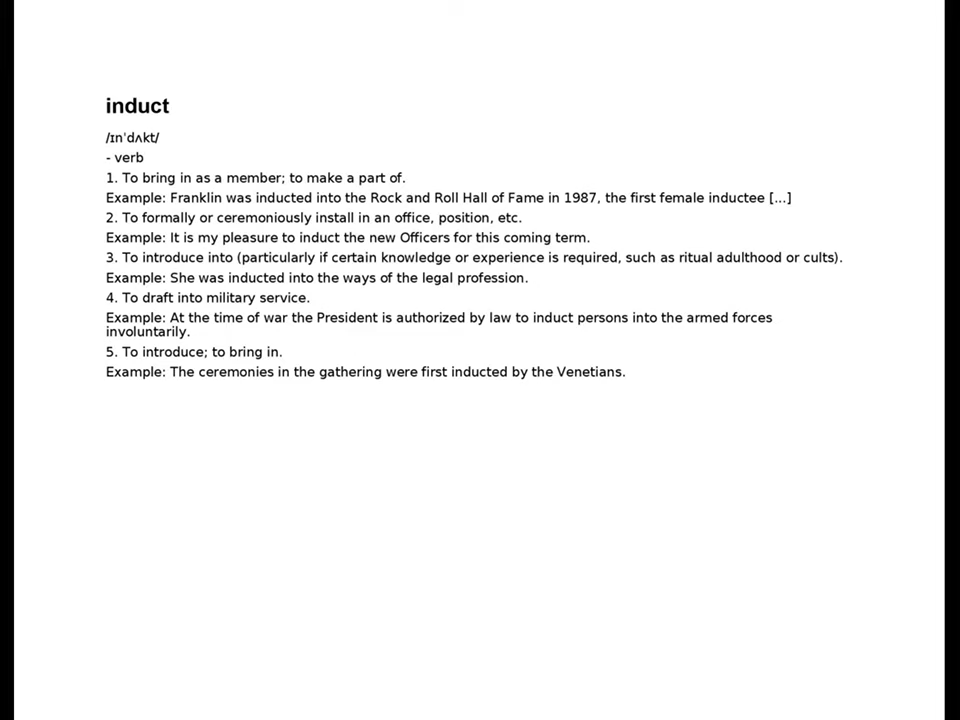 induct
/ɪnˈdʌkt/
- verb
1. To bring in as a member; to make a part of.
Example: Franklin was inducted into the Rock and Roll Hall of Fame in 1987, the first female inductee [...]
2. To formally or ceremoniously install in an office, position, etc.
Example: It is my pleasure to induct the new Officers for this coming term.
3. To introduce into (particularly if certain knowledge or experience is required, such as ritual adulthood or cults).
Example: She was inducted into the ways of the legal profession.
4. To draft into military service.
Example: At the time of war the President is authorized by law to induct persons into the armed forces
involuntarily.
5. To introduce; to bring in.
Example: The ceremonies in the gathering were first inducted by the Venetians.